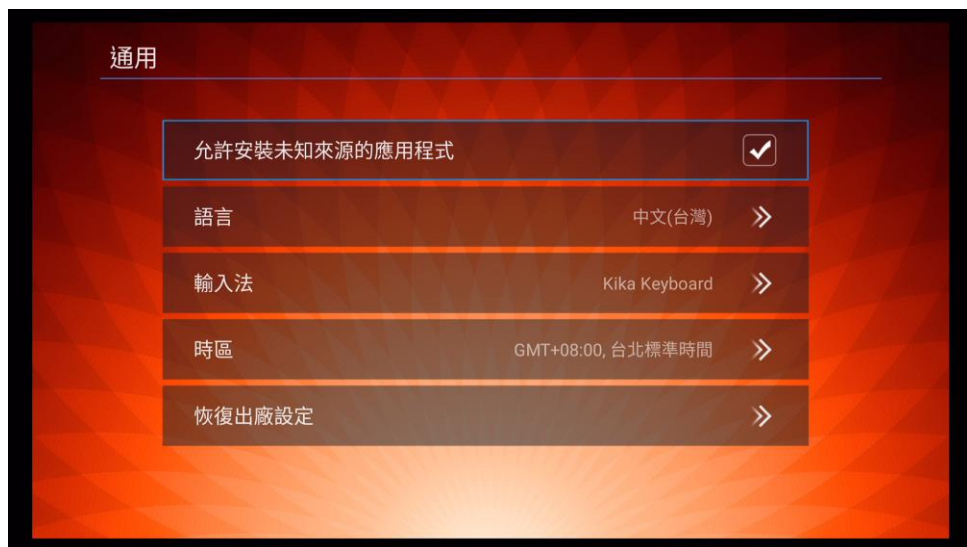 通用
允許安裝未知來源的應用程式
語言 中文(台灣)
輸入法 Kika Keyboard
時區 GMT+08:00, 台北標準時間
恢復出廠設定